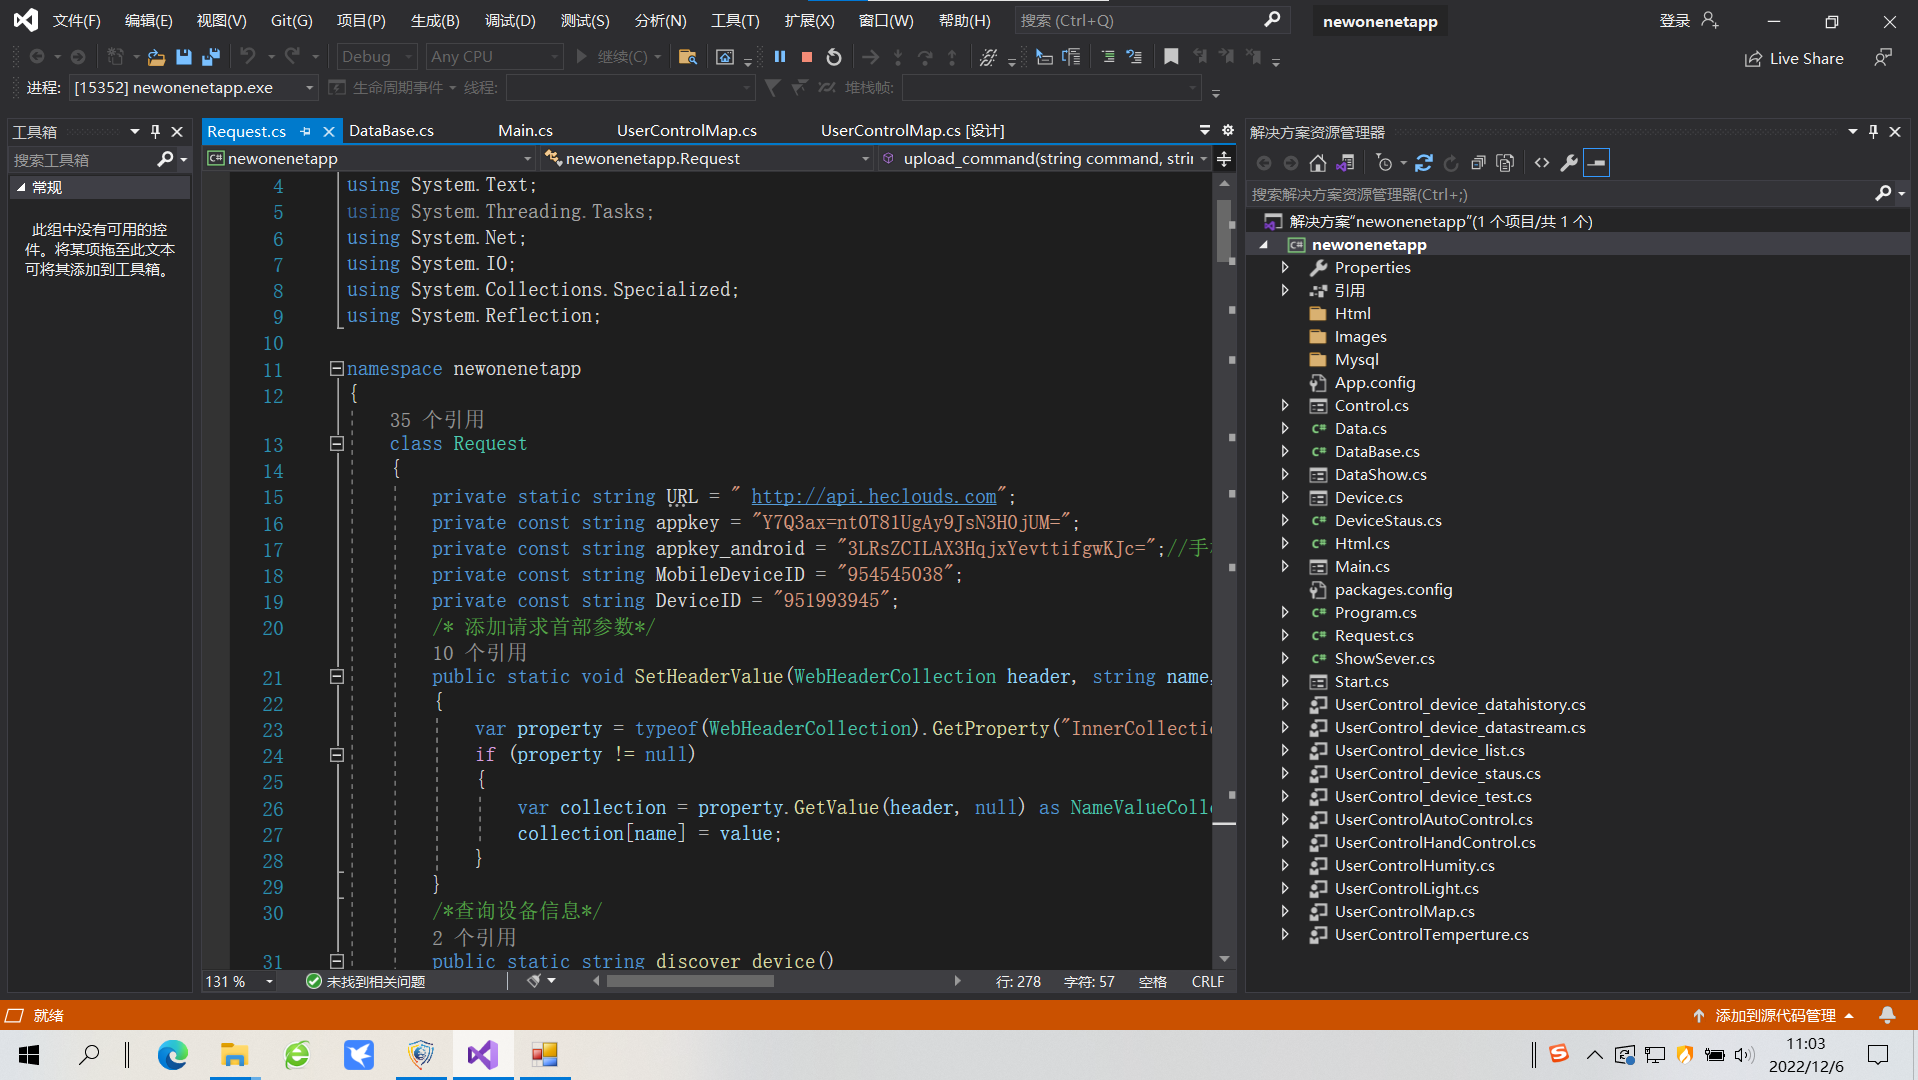 文件(F) 编辑(E) 视图(V) Git(G) 项目(P) 生成(B) 调试(D) 测试(S) 分析(N) 工具(T) 扩展(X) 窗口(W) 帮助(H) 搜索 (Ctrl+Q) newonenetapp 登录
Debug Any CPU 继续(C) Live Share
进程: [15352] newonenetapp.exe 生命周期事件 线程: 堆栈帧:
工具箱
搜索工具箱
常规
此组中没有可用的控
件。将某项拖至此文本
可将其添加到工具箱。
Request.cs DataBase.cs Main.cs UserControlMap.cs UserControlMap.cs [设计]
newonenetapp newonenetapp.Request upload_command(string command, strin
4 using System.Text;
5 using System.Threading.Tasks;
6 using System.Net;
7 using System.IO;
8 using System.Collections.Specialized;
9 using System.Reflection;
10
11 namespace newonenetapp
12 {
35 个引用
13 class Request
14 {
15 private static string URL = " http://api.heclouds.com";
16 private const string appkey = "Y7Q3ax=nt0T81UgAy9JsN3H0jUM=";
17 private const string appkey_android = "3LRsZCILAX3HqjxYevttifgwKJc=";//手
18 private const string MobileDeviceID = "954545038";
19 private const string DeviceID = "951993945";
20 /* 添加请求首部参数*/
10 个引用
21 public static void SetHeaderValue(WebHeaderCollection header, string name,
22 {
23 var property = typeof(WebHeaderCollection).GetProperty("InnerCollectio
24 if (property != null)
25 {
26 var collection = property.GetValue(header, null) as NameValueColle
27 collection[name] = value;
28 }
29 }
30 /*查询设备信息*/
2 个引用
31 public static string discover_device()
131 % 未找到相关问题 行: 278 字符: 57 空格 CRLF
解决方案资源管理器
搜索解决方案资源管理器(Ctrl+;)
解决方案"newonenetapp"(1 个项目/共 1 个)
newonenetapp
Properties
引用
Html
Images
Mysql
App.config
Control.cs
Data.cs
DataBase.cs
DataShow.cs
Device.cs
DeviceStaus.cs
Html.cs
Main.cs
packages.config
Program.cs
Request.cs
ShowSever.cs
Start.cs
UserControl_device_datahistory.cs
UserControl_device_datastream.cs
UserControl_device_list.cs
UserControl_device_staus.cs
UserControl_device_test.cs
UserControlAutoControl.cs
UserControlHandControl.cs
UserControlHumity.cs
UserControlLight.cs
UserControlMap.cs
UserControlTemperture.cs
就绪 添加到源代码管理
11:03
2022/12/6